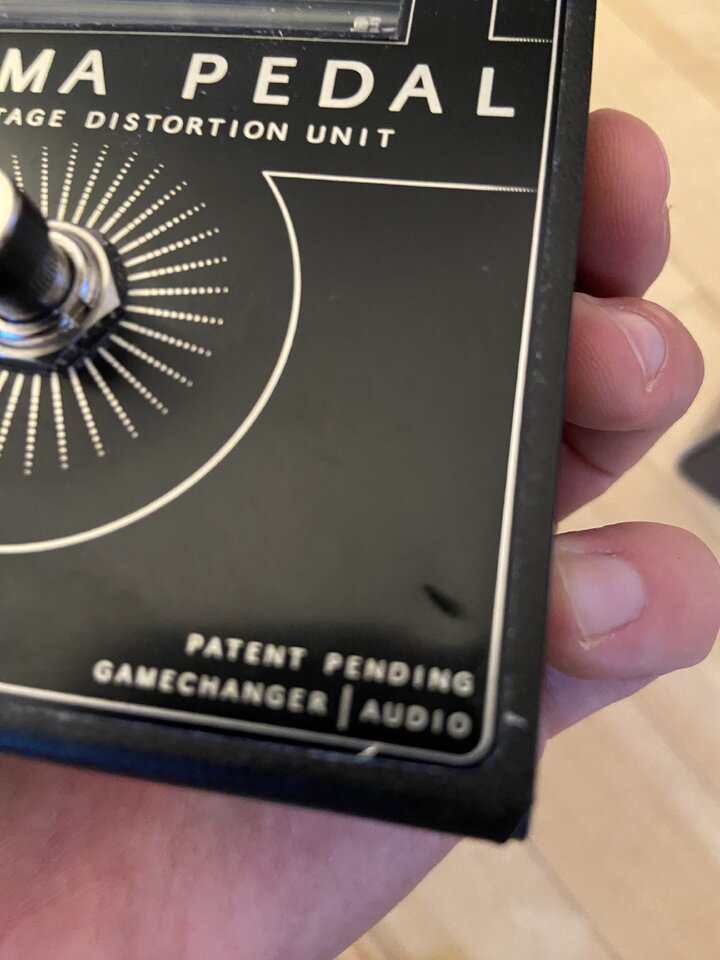 MA PEDAL
TAGE DISTORTION UNIT
PATENT PENDING
GAMECHANGER | AUDIO